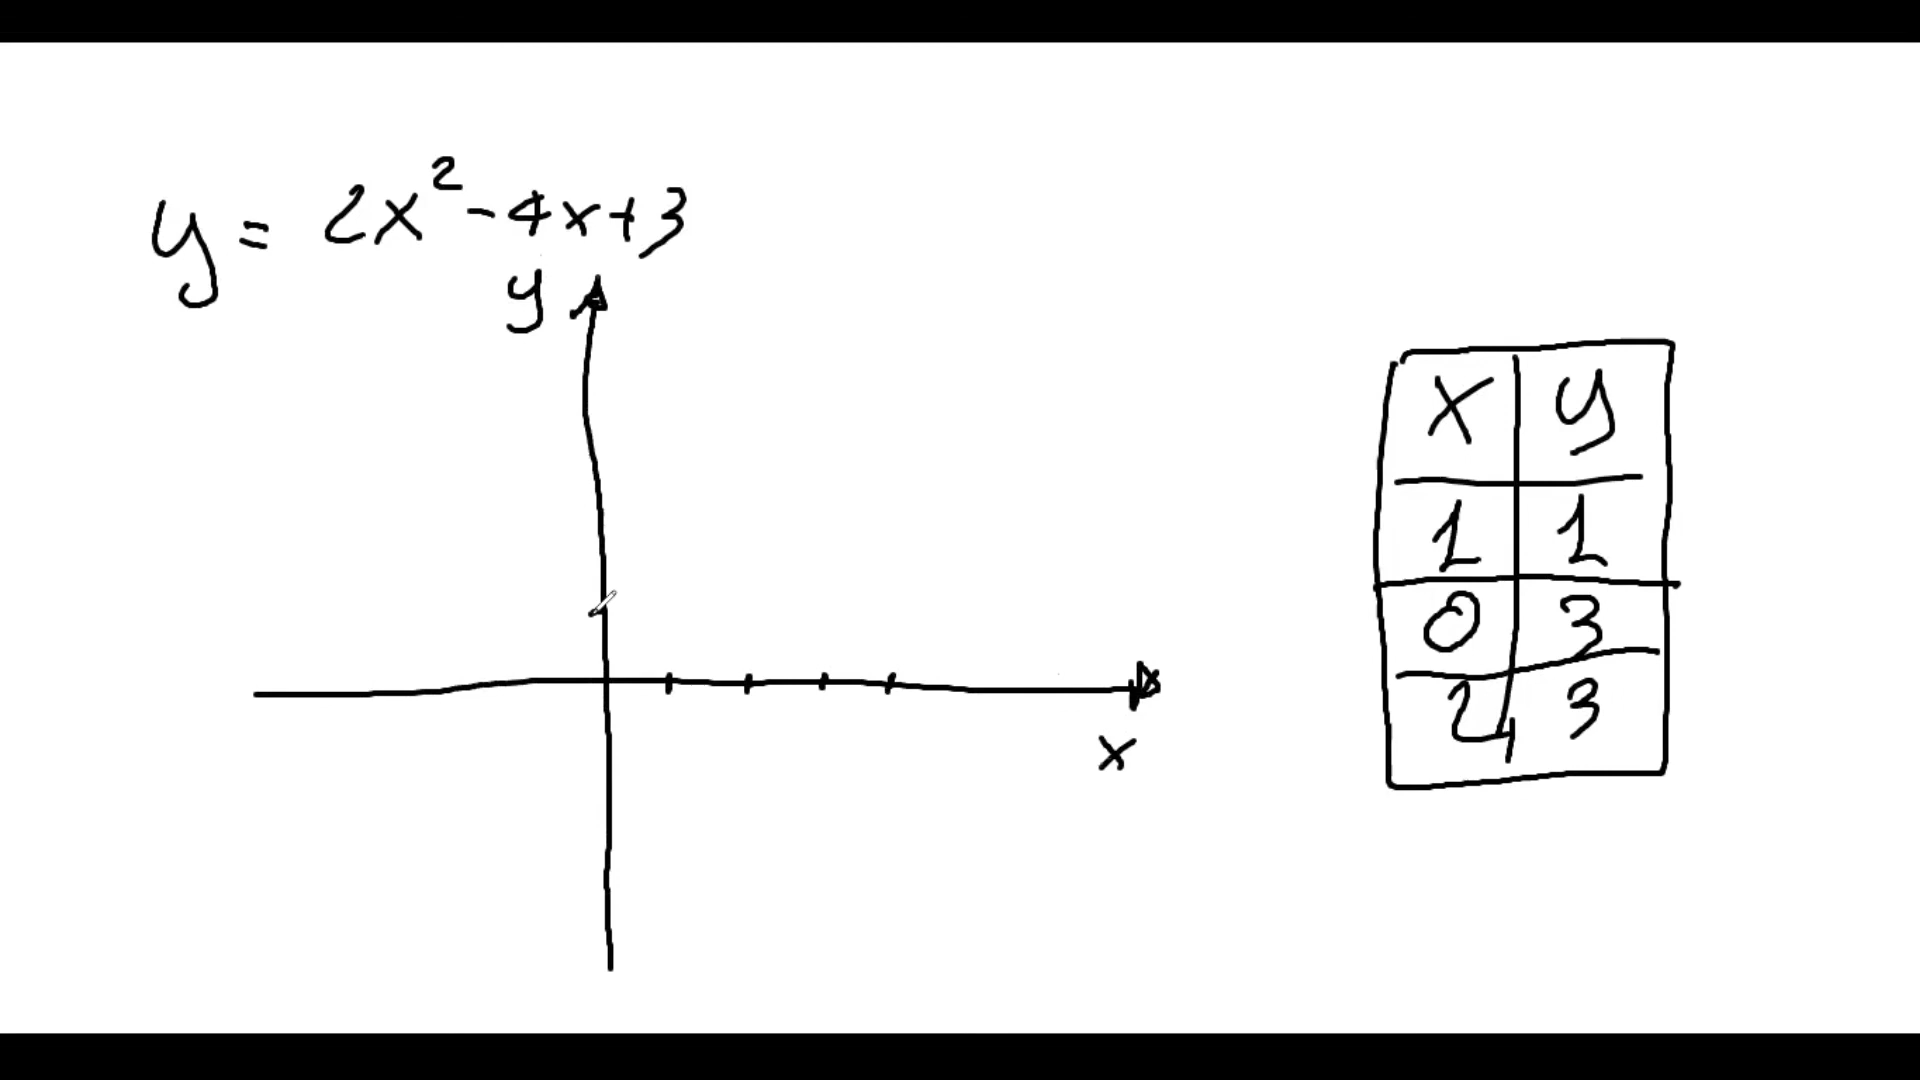 y = 2x² - 4x + 3
y
x
x y
1 1
0 3
2 3